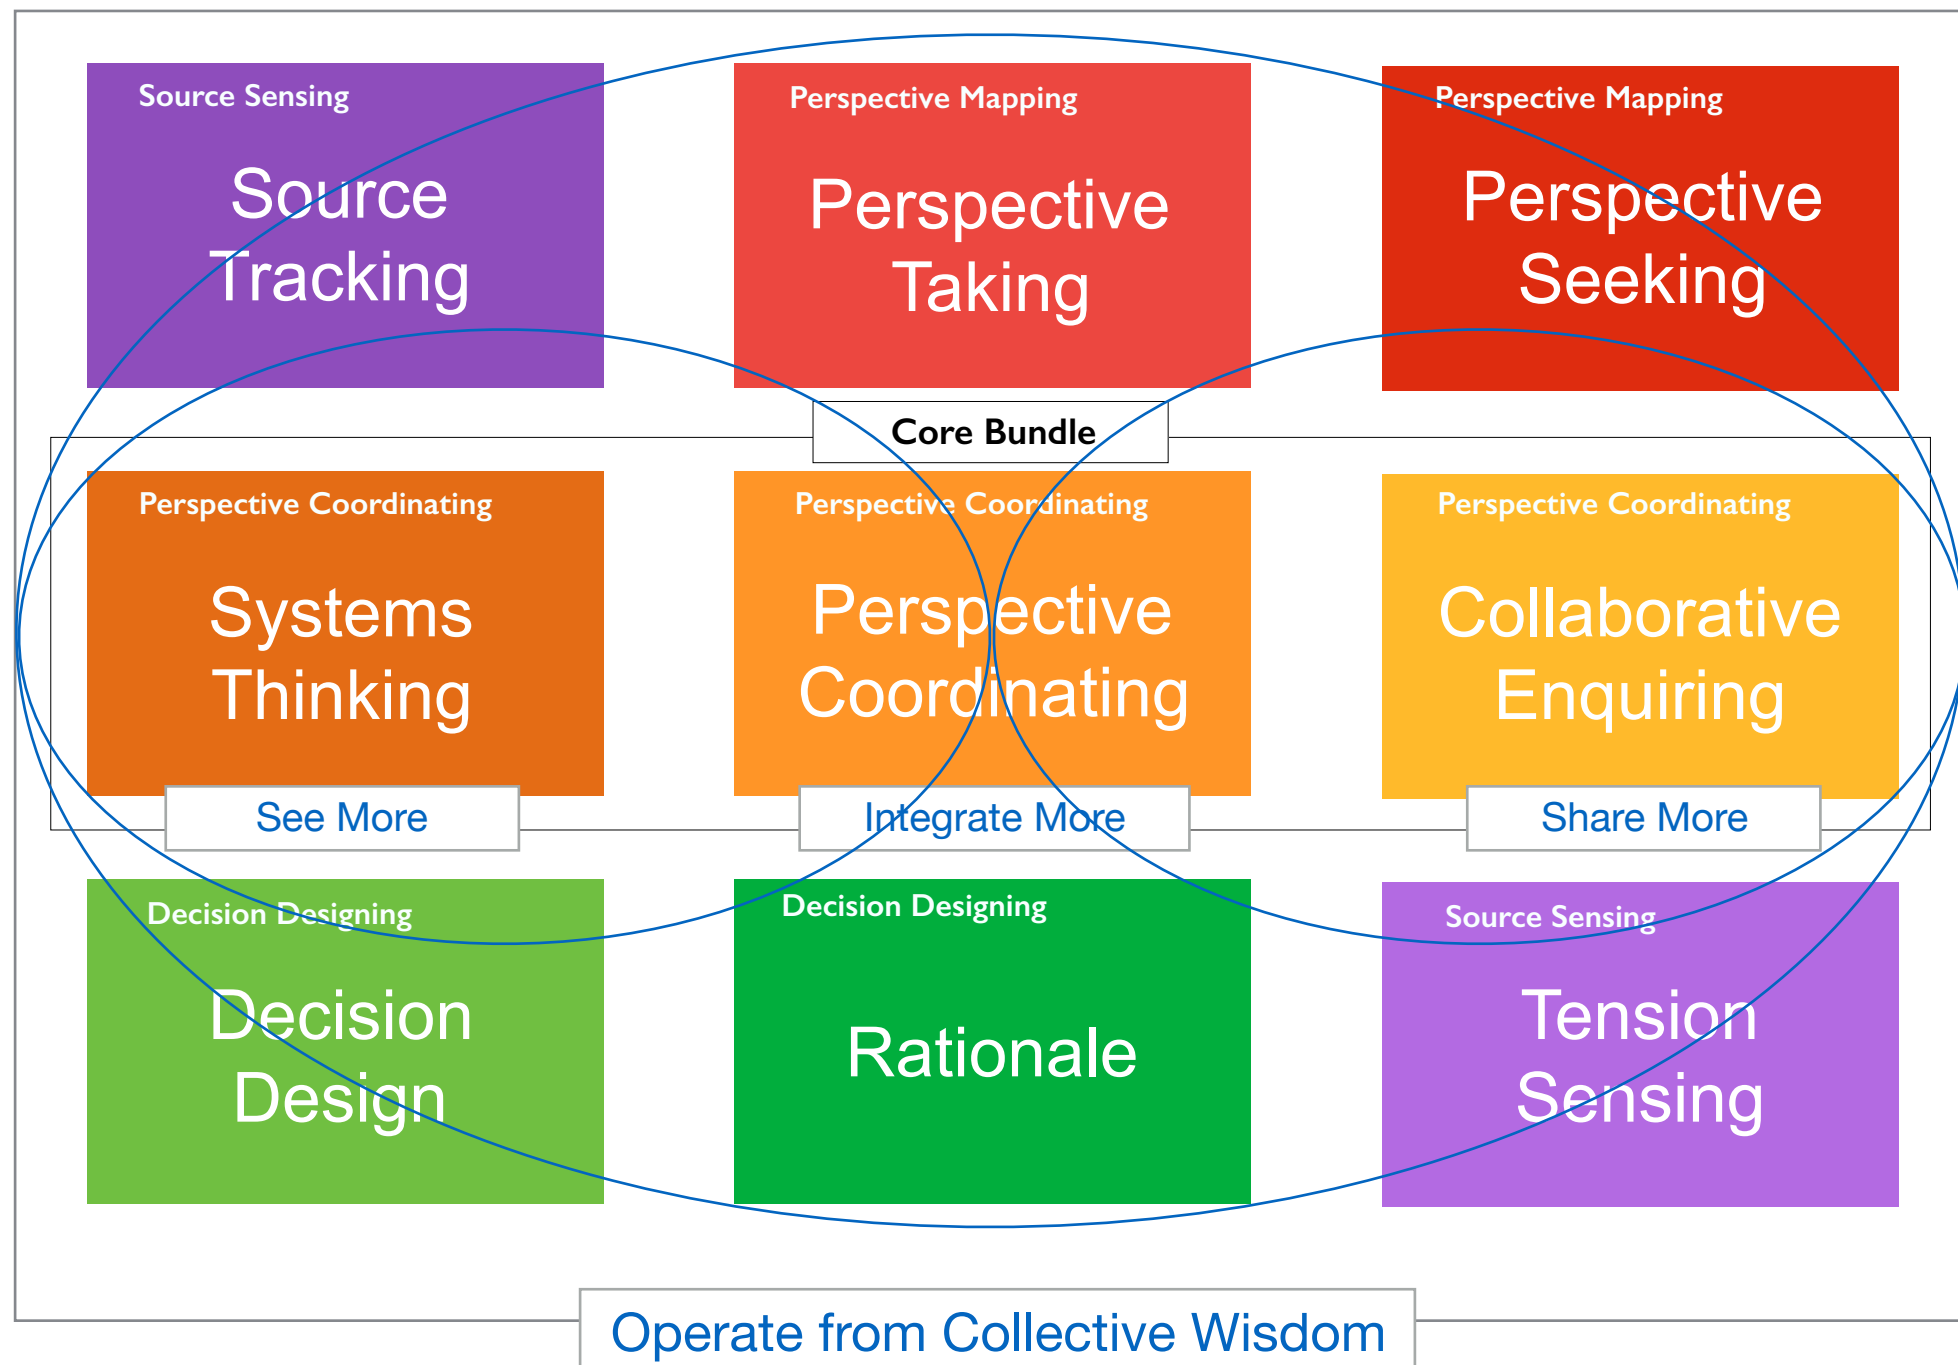 Source Sensing
Source
Tracking
Perspective Mapping
Perspective
Taking
Perspective Mapping
Perspective
Seeking
Core Bundle
Perspective Coordinating
Systems
Thinking
See More
Perspective Coordinating
Perspective
Coordinating
Integrate More
Perspective Coordinating
Collaborative
Enquiring
Share More
Decision Designing
Decision
Design
Decision Designing
Rationale
Source Sensing
Tension
Sensing
Operate from Collective Wisdom